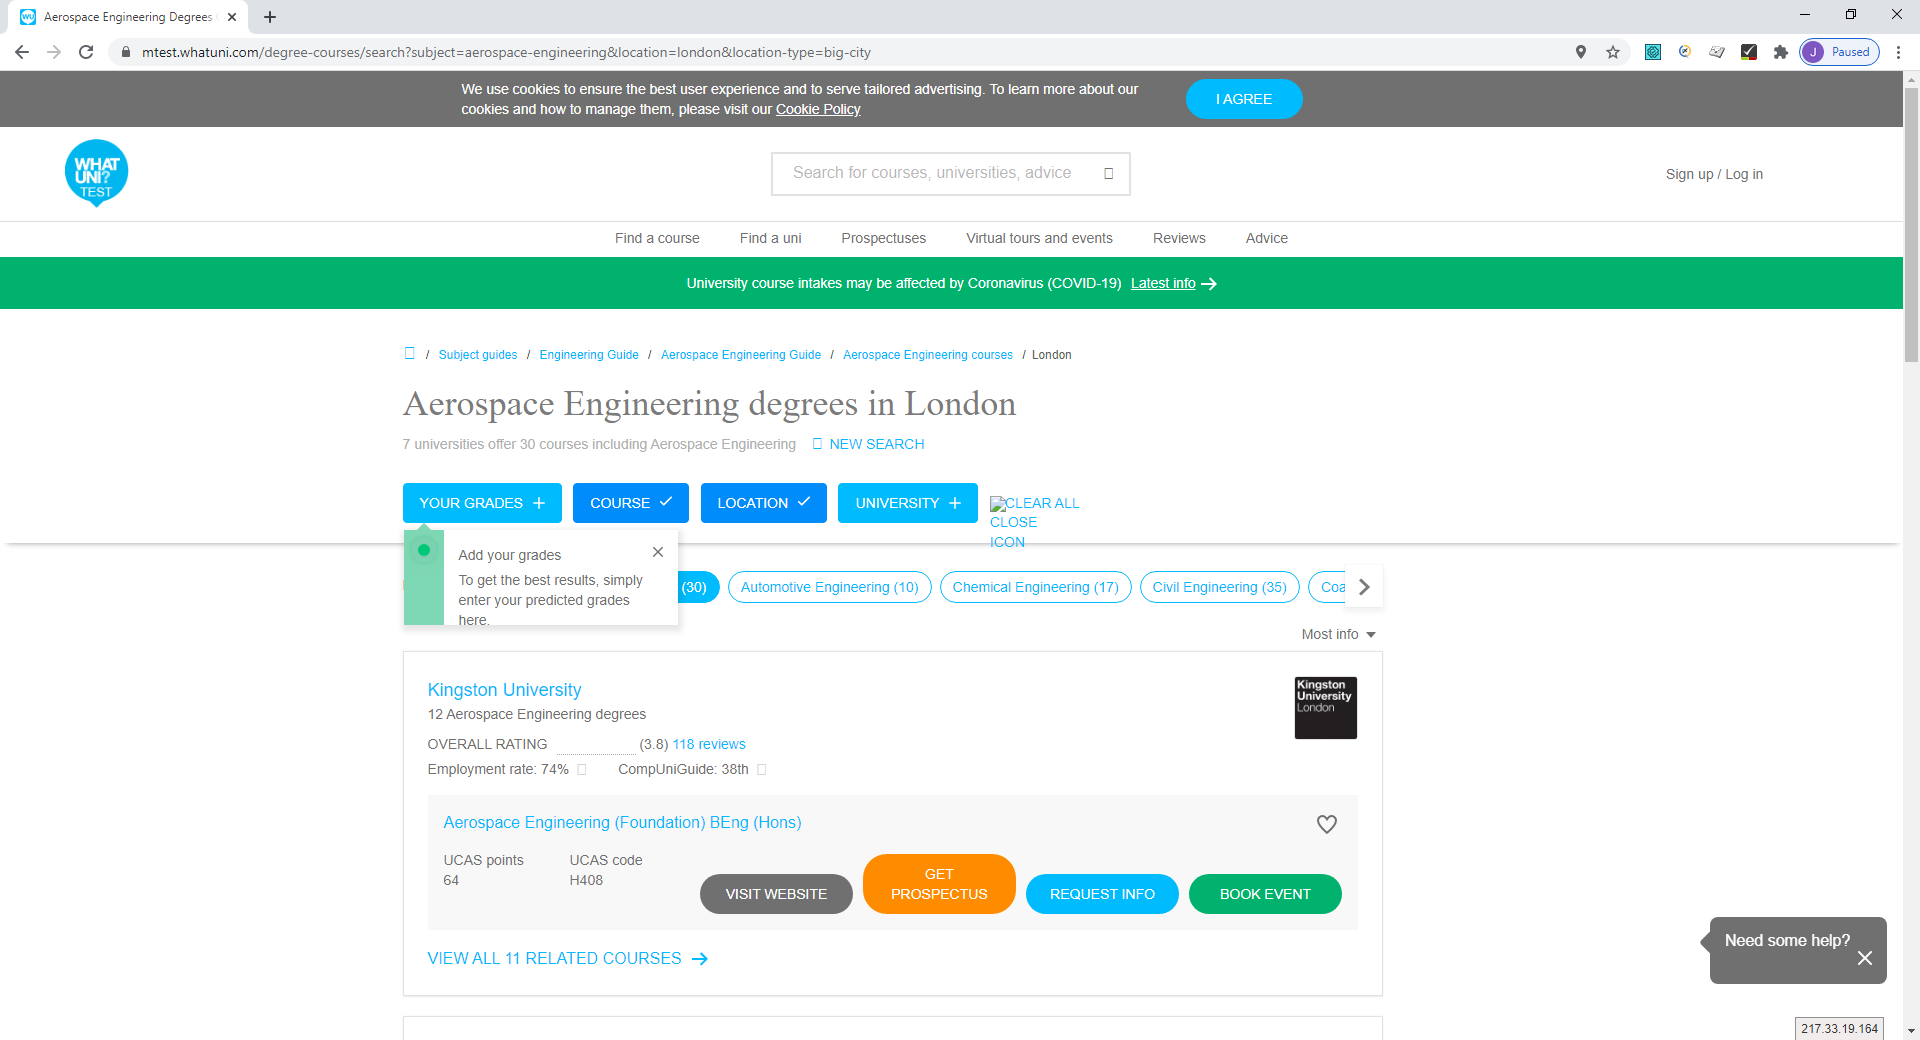 Aerospace Engineering Degrees
mtest.whatuni.com/degree-courses/search?subject=aerospace-engineering&location=london&location-type=big-city
J Paused
We use cookies to ensure the best user experience and to serve tailored advertising. To learn more about our
cookies and how to manage them, please visit our Cookie Policy
I AGREE
WHAT
UNI?
TEST
Search for courses, universities, advice
Sign up / Log in
Find a course Find a uni Prospectuses Virtual tours and events Reviews Advice
University course intakes may be affected by Coronavirus (COVID-19) Latest info
/ Subject guides / Engineering Guide / Aerospace Engineering Guide / Aerospace Engineering courses / London
Aerospace Engineering degrees in London
7 universities offer 30 courses including Aerospace Engineering NEW SEARCH
YOUR GRADES COURSE LOCATION UNIVERSITY
CLEAR ALL
CLOSE
ICON
Add your grades
To get the best results, simply
enter your predicted grades
here.
(30) Automotive Engineering (10) Chemical Engineering (17) Civil Engineering (35) Coa
Most info
Kingston University
12 Aerospace Engineering degrees
OVERALL RATING (3.8) 118 reviews
Employment rate: 74% CompUniGuide: 38th
Kingston
University
London
Aerospace Engineering (Foundation) BEng (Hons)
UCAS points UCAS code
64 H408
VISIT WEBSITE
GET
PROSPECTUS
REQUEST INFO
BOOK EVENT
VIEW ALL 11 RELATED COURSES
Need some help?
217.33.19.164